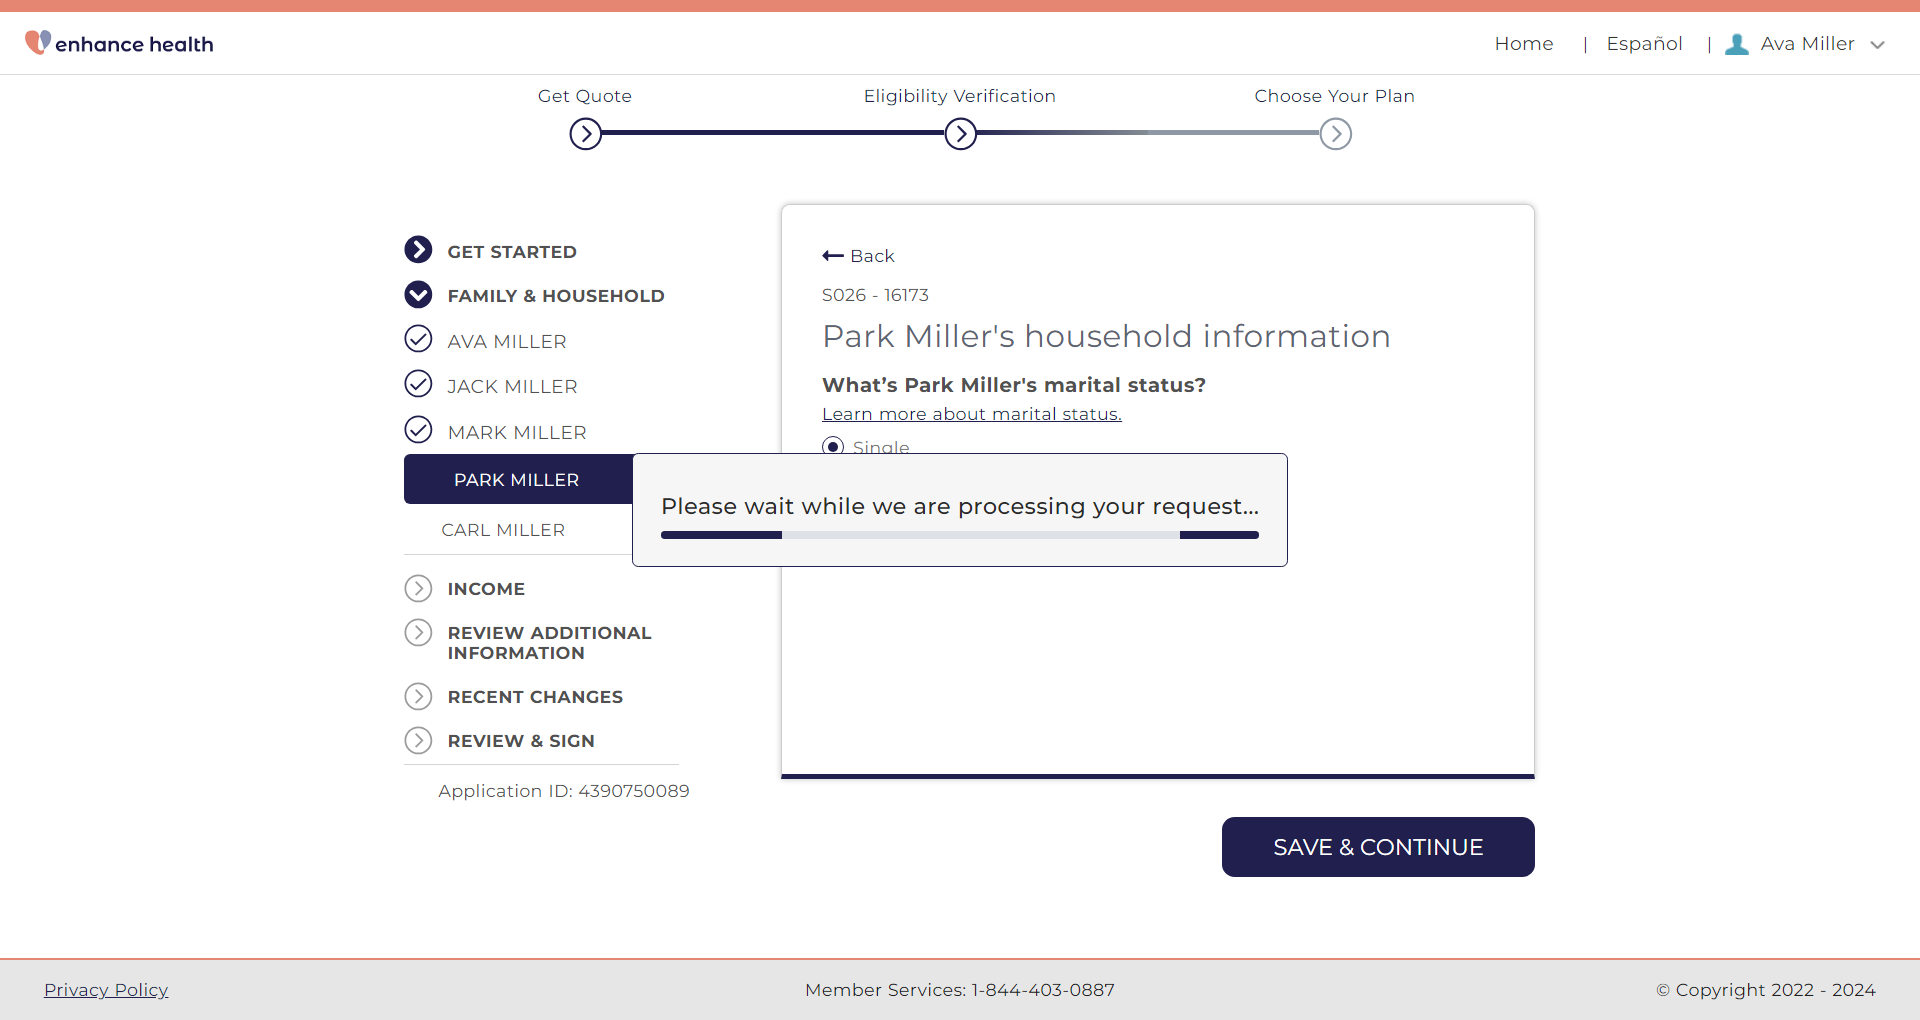 enhance health
Home | Español | Ava Miller
Get Quote
Eligibility Verification
Choose Your Plan
GET STARTED
FAMILY & HOUSEHOLD
AVA MILLER
JACK MILLER
MARK MILLER
PARK MILLER
CARL MILLER
INCOME
REVIEW ADDITIONAL
INFORMATION
RECENT CHANGES
REVIEW & SIGN
Application ID: 4390750089
Back
S026 - 16173
Park Miller's household information
What’s Park Miller's marital status?
Learn more about marital status.
Single
Please wait while we are processing your request...
SAVE & CONTINUE
Privacy Policy
Member Services: 1-844-403-0887
© Copyright 2022 - 2024